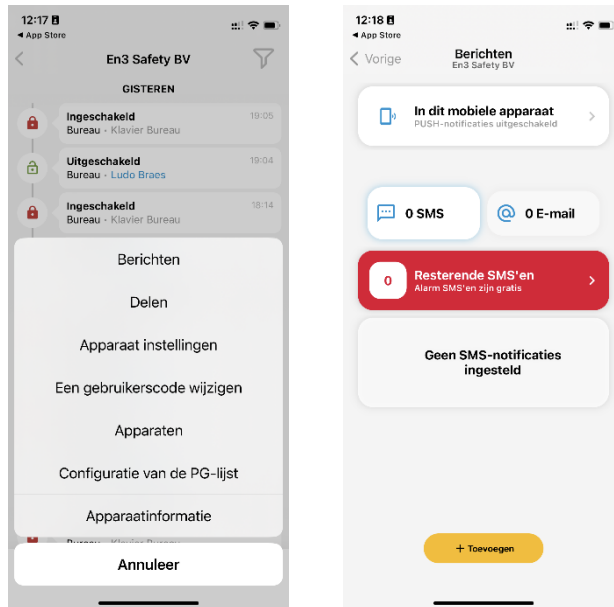 12:17
◄ App Store
En3 Safety BV
GISTEREN
Ingeschakeld 19:05
Bureau - Klavier Bureau
Uitgeschakeld 19:04
Bureau - Ludo Braes
Ingeschakeld 18:14
Bureau - Klavier Bureau
Berichten
Delen
Apparaat instellingen
Een gebruikerscode wijzigen
Apparaten
Configuratie van de PG-lijst
Apparaatinformatie
Bureau - Klavier Bureau
Annuleer
12:18
◄ App Store
Vorige
Berichten
En3 Safety BV
In dit mobiele apparaat
PUSH-notificaties uitgeschakeld
0 SMS
0 E-mail
0
Resterende SMS'en
Alarm SMS'en zijn gratis
Geen SMS-notificaties
ingesteld
+ Toevoegen